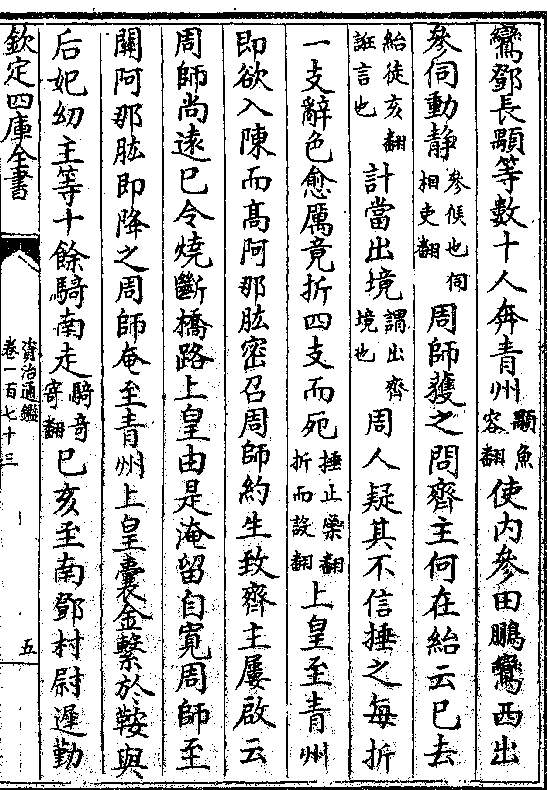 鸞鄧長顒等數十人奔青州顒魚容翻使內參田鵬鸞西出
參伺動静參候也伺相吏翻周師獲之問齊主何在紿云已去
紿徒亥翻誑言也計當出境謂出齊境也周人疑其不信捶之每折
一支辭色愈厲竟折四支而死捶止橤翻折而設翻上皇至青州
即欲入陳而髙阿那肱密召周師約生致齊主屢啟云
周師尚遠已令燒斷橋路上皇由是淹留自寛周師至
關阿那肱即降之周師奄至青州上皇囊金繫於鞍與
后妃幼主等十餘騎南走騎竒寄翻已亥至南鄧村尉遲勤
欽定四庫全書
資治通鑑
卷一百七十三
五